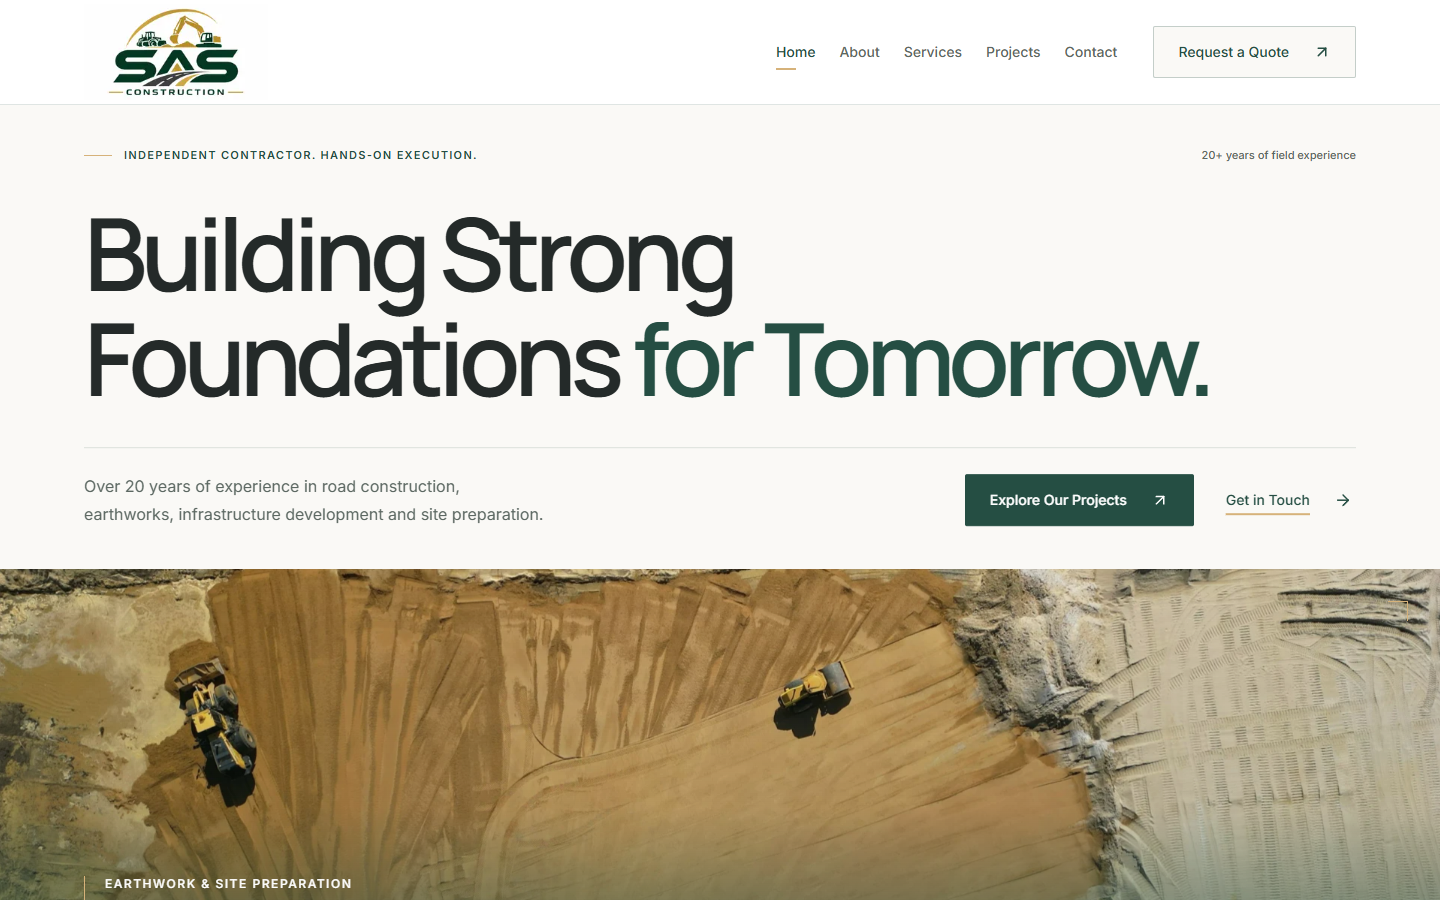 SAS
CONSTRUCTION
Home About Services Projects Contact Request a Quote
INDEPENDENT CONTRACTOR. HANDS-ON EXECUTION.
20+ years of field experience
Building Strong
Foundations for Tomorrow.
Over 20 years of experience in road construction,
earthworks, infrastructure development and site preparation.
Explore Our Projects
Get in Touch
EARTHWORK & SITE PREPARATION